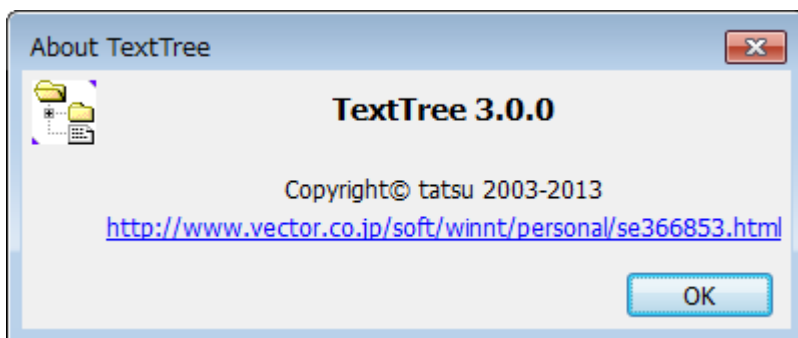 About TextTree
TextTree 3.0.0
Copyright© tatsu 2003-2013
http://www.vector.co.jp/soft/winnt/personal/se366853.html
OK